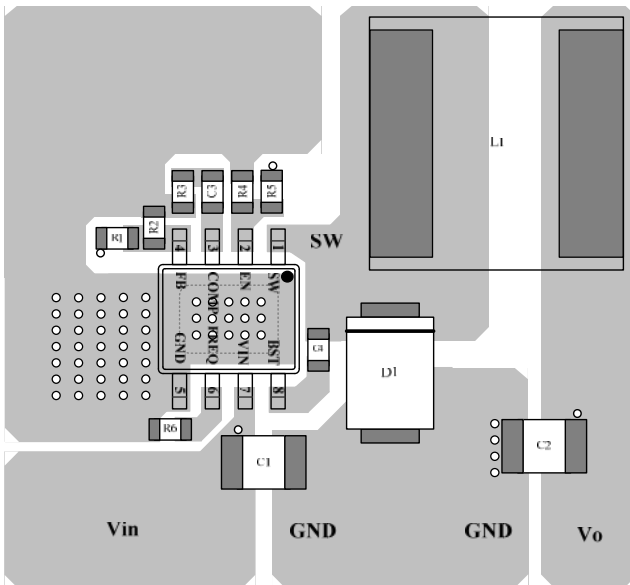 L1
R3
C3
R4
R5
R2
R1
4
3
2
1
SW
FB
COMP
EN
SW
GND
FREQ
VIN
BST
C4
D1
5
6
7
8
R6
C1
C2
Vin
GND
GND
Vo